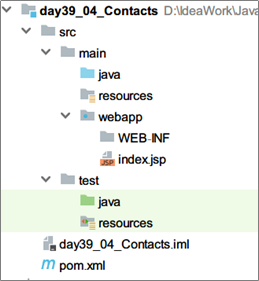 day39_04_Contacts D:\IdeaWork\Java
src
main
java
resources
webapp
WEB-INF
JSP index.jsp
test
java
resources
day39_04_Contacts.iml
m pom.xml